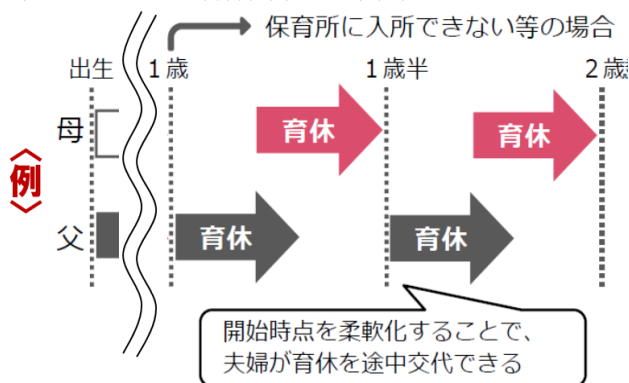 保育所に入所できない等の場合
出生 1歳 1歳半 2歳
母 育休 育休
〈例〉
父 育休 育休
開始時点を柔軟化することで、
夫婦が育休を途中交代できる